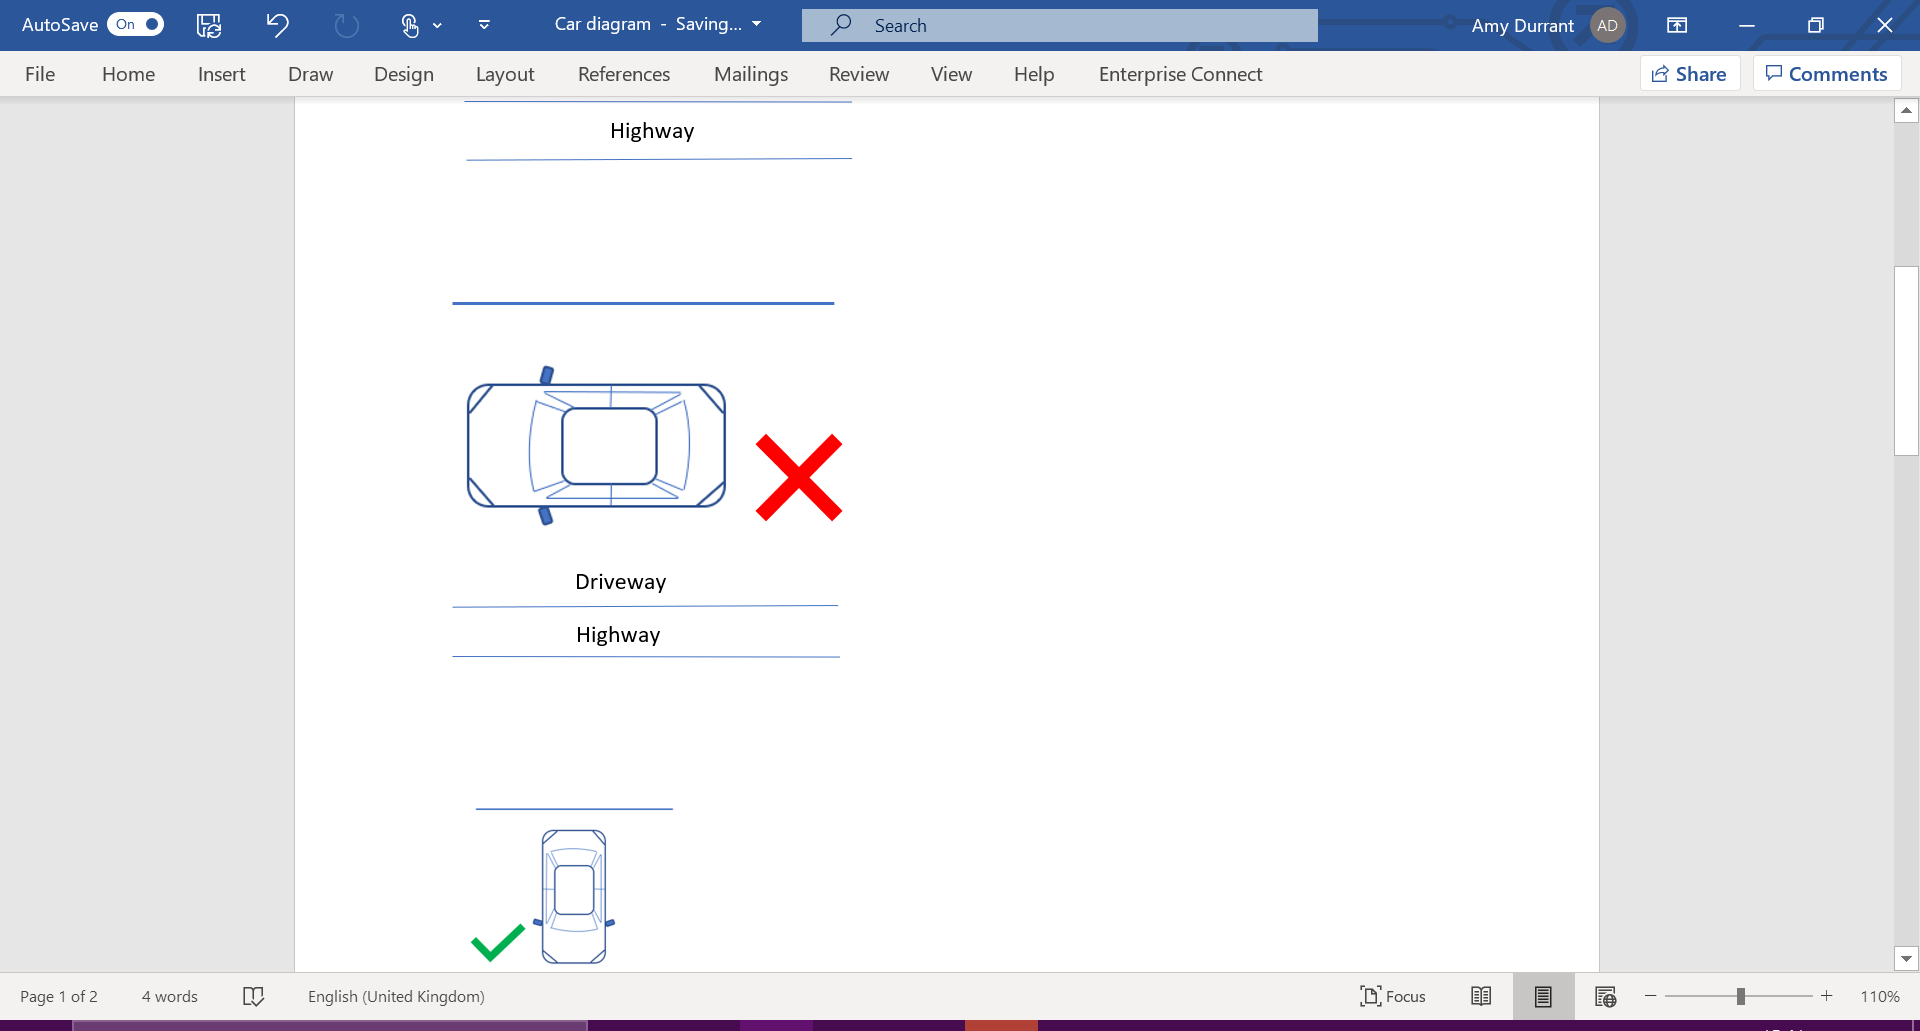 AutoSave On Car diagram - Saving... Search Amy Durrant AD
File Home Insert Draw Design Layout References Mailings Review View Help Enterprise Connect Share Comments
Highway
Driveway
Highway
Page 1 of 2 4 words English (United Kingdom) Focus 110%